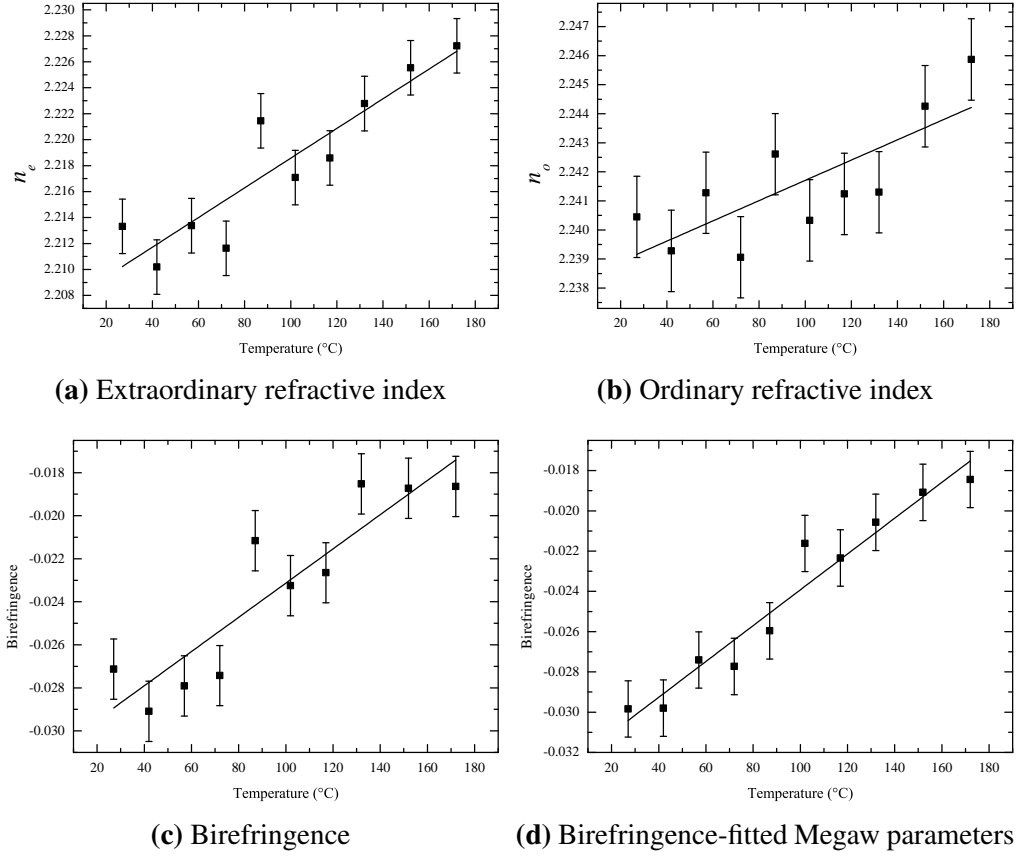 2.230
2.228
2.226
2.224
2.222
2.220
2.218
2.216
2.214
2.212
2.210
2.208
n_e
20 40 60 80 100 120 140 160 180
Temperature (°C)
(a) Extraordinary refractive index
2.247
2.246
2.245
2.244
2.243
2.242
2.241
2.240
2.239
2.238
n_o
20 40 60 80 100 120 140 160 180
Temperature (°C)
(b) Ordinary refractive index
-0.018
-0.020
-0.022
-0.024
-0.026
-0.028
-0.030
Birefringence
20 40 60 80 100 120 140 160 180
Temperature (°C)
(c) Birefringence
-0.018
-0.020
-0.022
-0.024
-0.026
-0.028
-0.030
-0.032
Birefringence
20 40 60 80 100 120 140 160 180
Temperature (°C)
(d) Birefringence-fitted Megaw parameters